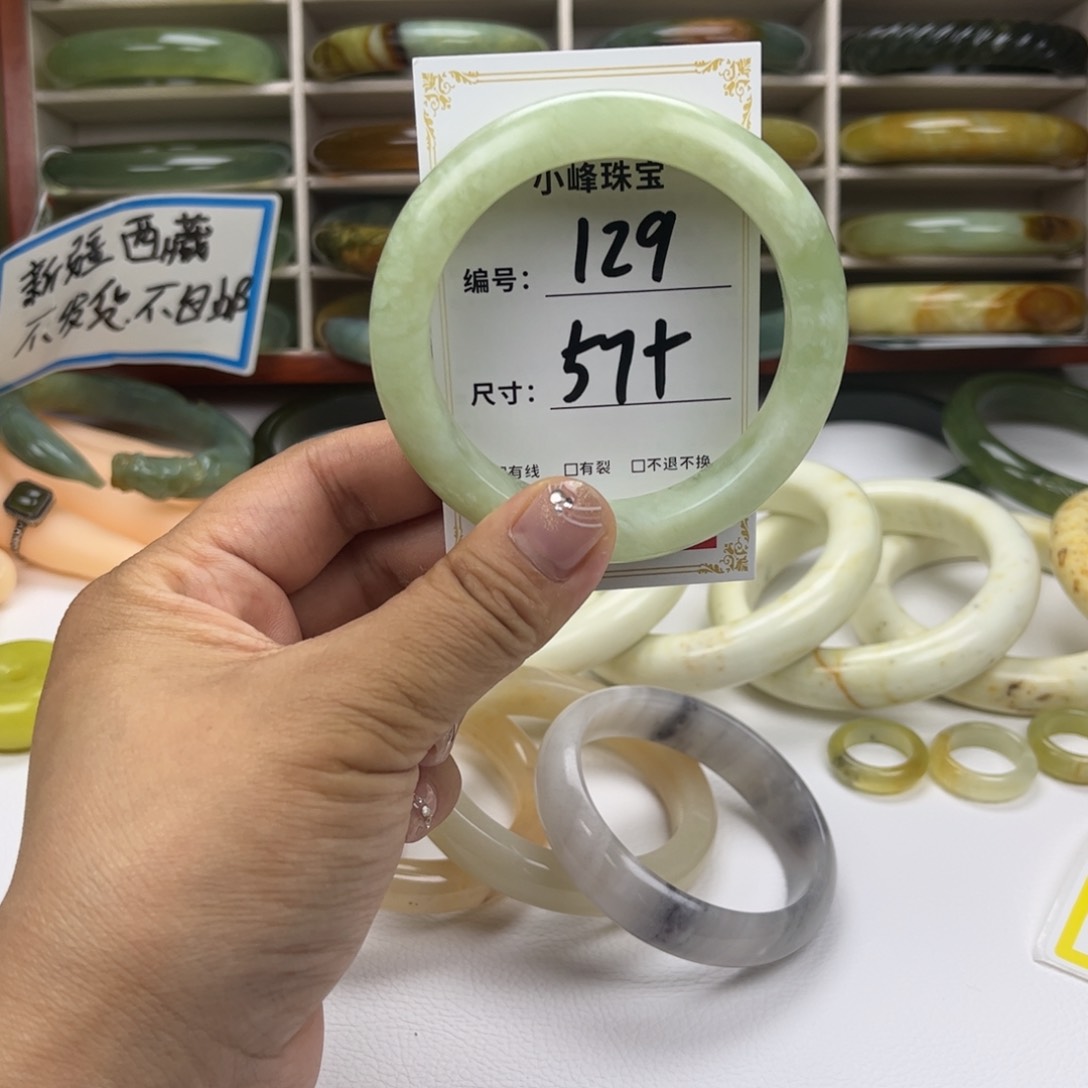 小峰珠宝
编号: 129
尺寸: 57+
有线 □有裂 □不退不换
新疆西藏
不发货.不包邮